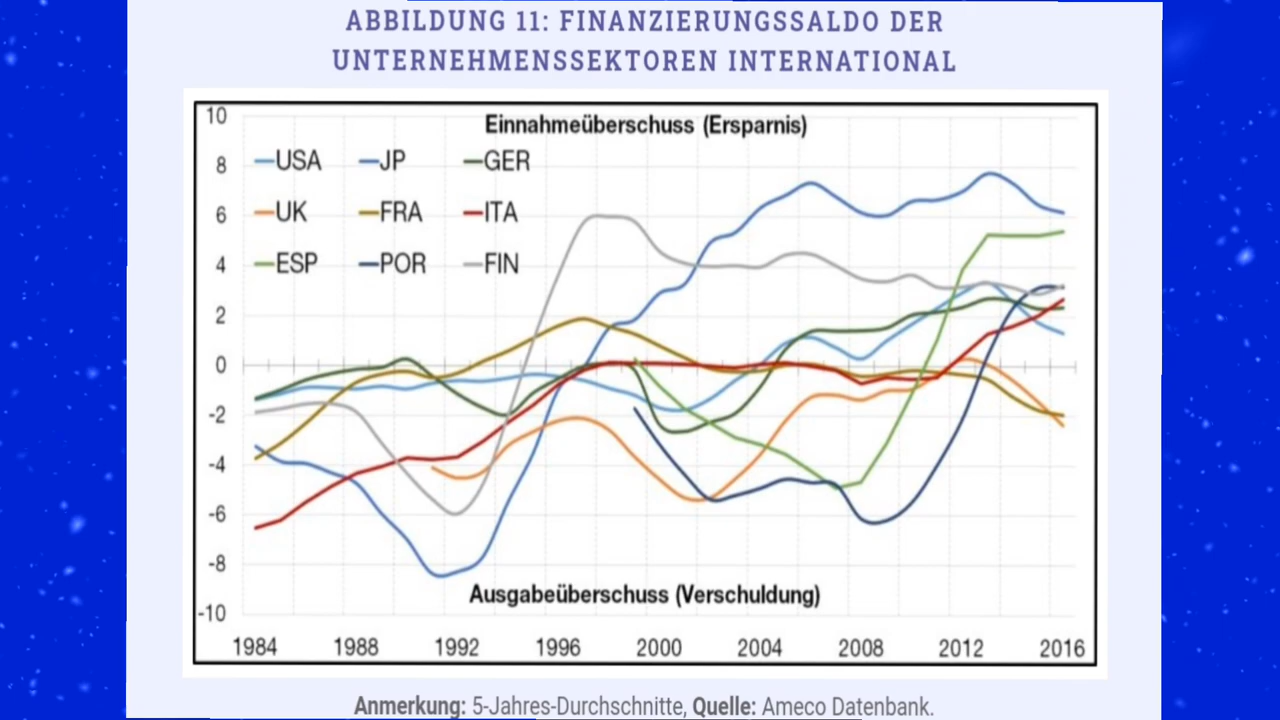 ABBILDUNG 11: FINANZIERUNGSSALDO DER
UNTERNEHMENSSEKTOREN INTERNATIONAL
10
Einnahmeüberschuss (Ersparnis)
8
USA JP GER
6
UK FRA ITA
4
ESP POR FIN
2
0
-2
-4
-6
-8
Ausgabeüberschuss (Verschuldung)
-10
1984 1988 1992 1996 2000 2004 2008 2012 2016
Anmerkung: 5-Jahres-Durchschnitte, Quelle: Ameco Datenbank.